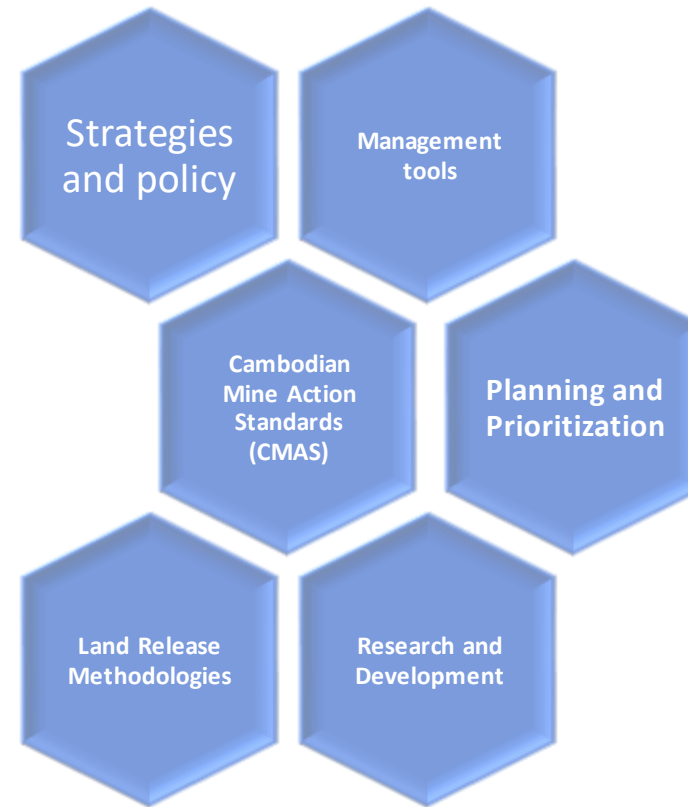 Strategies
and policy
Management
tools
Cambodian
Mine Action
Standards
(CMAS)
Planning and
Prioritization
Land Release
Methodologies
Research and
Development